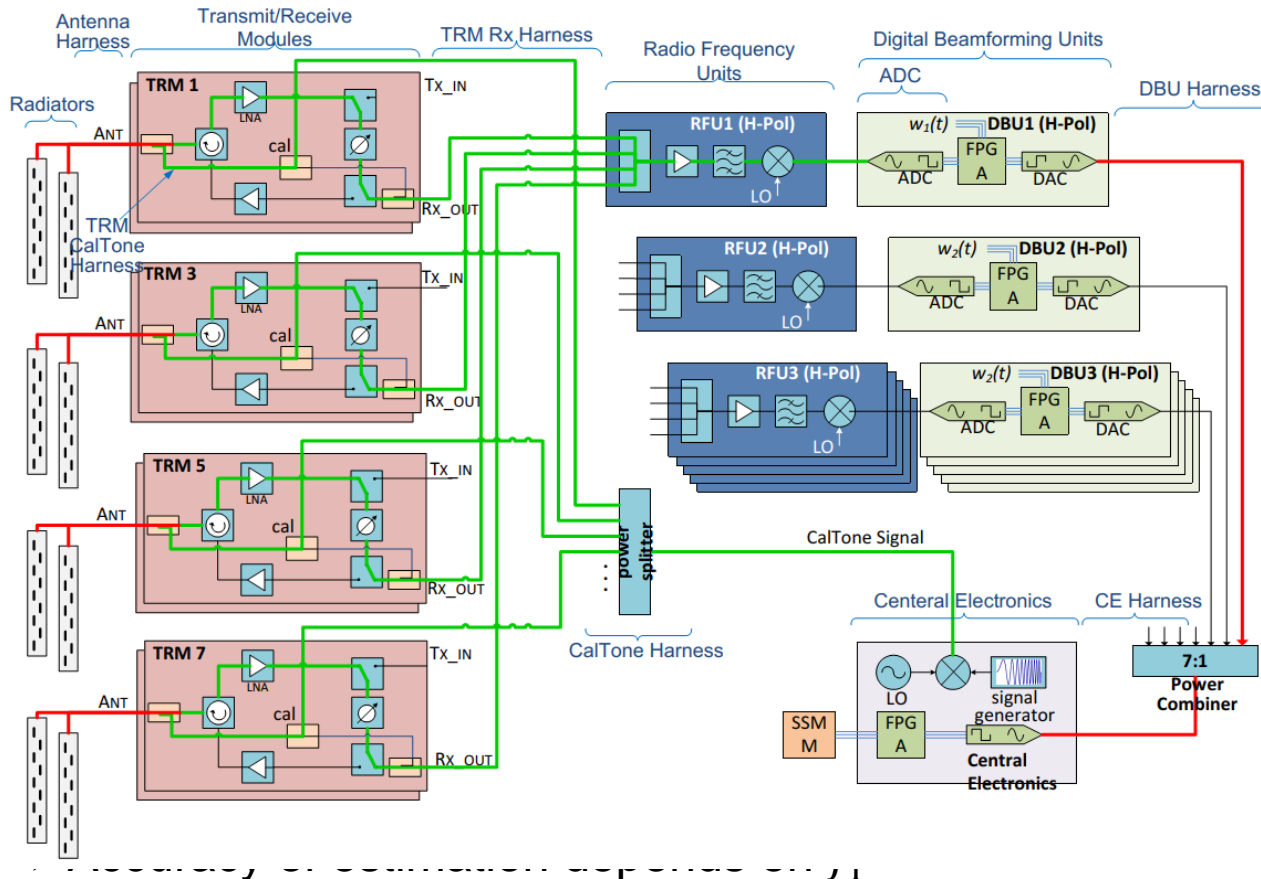 Antenna
Harness
Transmit/Receive
Modules
TRM Rx Harness
Radio Frequency
Units
Digital Beamforming Units
ADC
DBU Harness
Radiators
TRM 1
Tx_IN
LNA
ANT
cal
Rx_OUT
TRM
CalTone
Harness
RFU1 (H-Pol)
LO
w1(t)
DBU1 (H-Pol)
FPG
A
ADC
DAC
TRM 3
Tx_IN
LNA
ANT
cal
Rx_OUT
RFU2 (H-Pol)
LO
w2(t)
DBU2 (H-Pol)
FPG
A
ADC
DAC
RFU3 (H-Pol)
LO
w2(t)
DBU3 (H-Pol)
FPG
A
ADC
DAC
TRM 5
Tx_IN
LNA
ANT
cal
Rx_OUT
power
splitter
CalTone Signal
CalTone Harness
TRM 7
Tx_IN
LNA
ANT
cal
Rx_OUT
Centeral Electronics
CE Harness
LO
signal
generator
SSM
M
FPG
A
Central
Electronics
7:1
Power
Combiner
Accuracy of estimation depends on